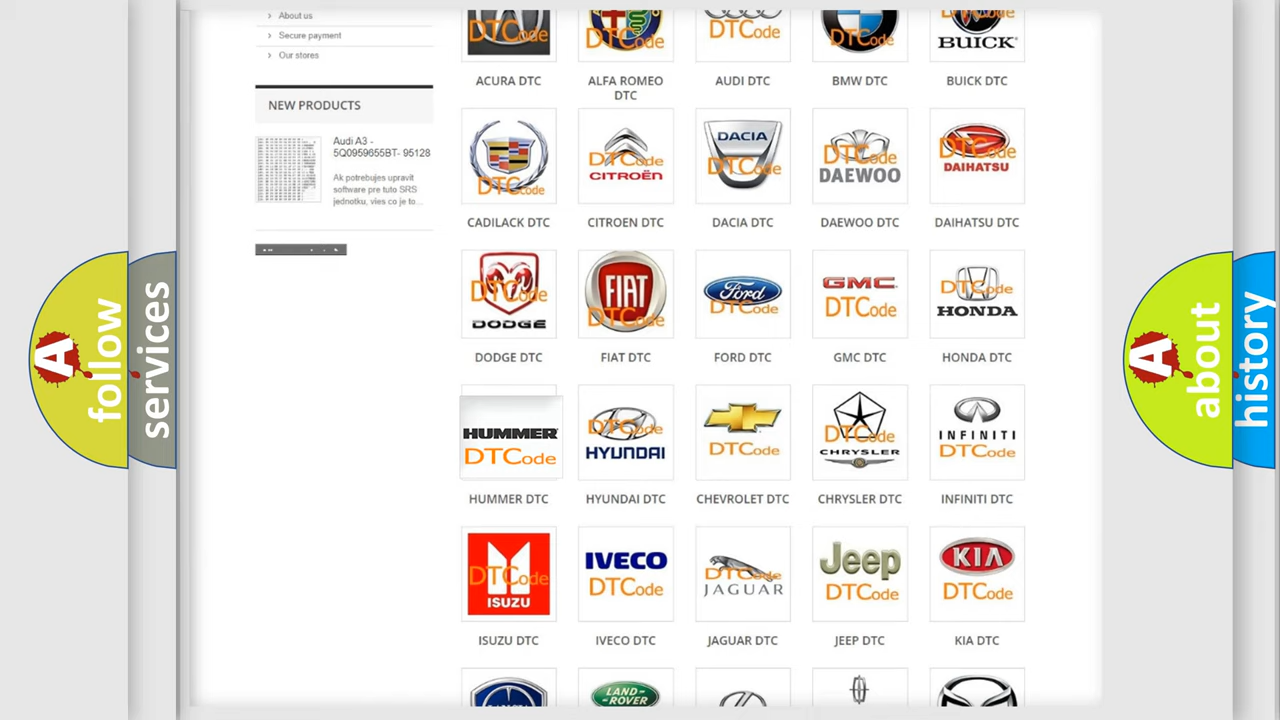 About us
Secure payment
Our stores
NEW PRODUCTS
Audi A3 -
5Q0959655BT- 95128
Ak potrebujes upravit
software pre tuto SRS
jednotku, vies co je to...
DTCode
DTCode
DTCode
DTCode
DTCode
BUICK
ACURA DTC
ALFA ROMEO
DTC
AUDI DTC
BMW DTC
BUICK DTC
DTCode
DTCode
CITROËN
DACIA
DTCode
DTCode
DAEWOO
DTCode
DAIHATSU
CADILACK DTC
CITROEN DTC
DACIA DTC
DAEWOO DTC
DAIHATSU DTC
DTCode
DODGE
FIAT
DTCode
Ford
DTCode
GMC
DTCode
DTCode
HONDA
DODGE DTC
FIAT DTC
FORD DTC
GMC DTC
HONDA DTC
HUMMER
DTCode
DTCode
HYUNDAI
DTCode
DTCode
CHRYSLER
INFINITI
DTCode
HUMMER DTC
HYUNDAI DTC
CHEVROLET DTC
CHRYSLER DTC
INFINITI DTC
DTCode
ISUZU
IVECO
DTCode
DTCode
JAGUAR
Jeep
DTCode
KIA
DTCode
ISUZU DTC
IVECO DTC
JAGUAR DTC
JEEP DTC
KIA DTC
LAND-
ROVER
A follow
services
A about
history